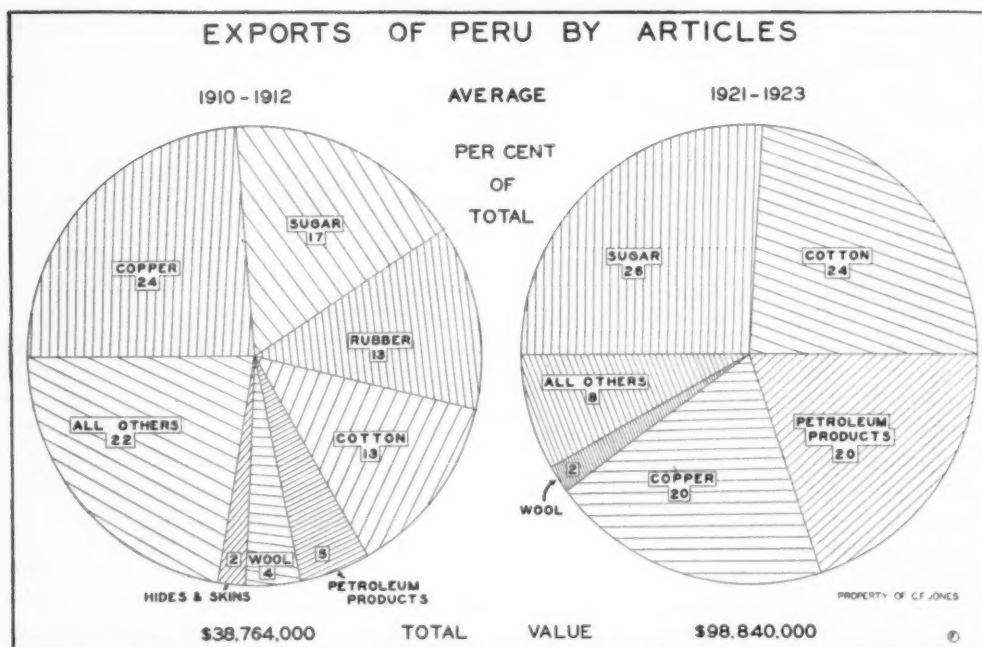 EXPORTS OF PERU BY ARTICLES
1910-1912
AVERAGE
1921-1923
PER CENT
OF
TOTAL
SUGAR
17
COPPER
24
RUBBER
13
ALL OTHERS
22
COTTON
13
2
WOOL
4
5
HIDES & SKINS
PETROLEUM
PRODUCTS
SUGAR
26
COTTON
24
ALL OTHERS
8
PETROLEUM
PRODUCTS
20
2
COPPER
20
WOOL
PROPERTY OF C.F. JONES
$38,764,000 TOTAL VALUE $98,840,000